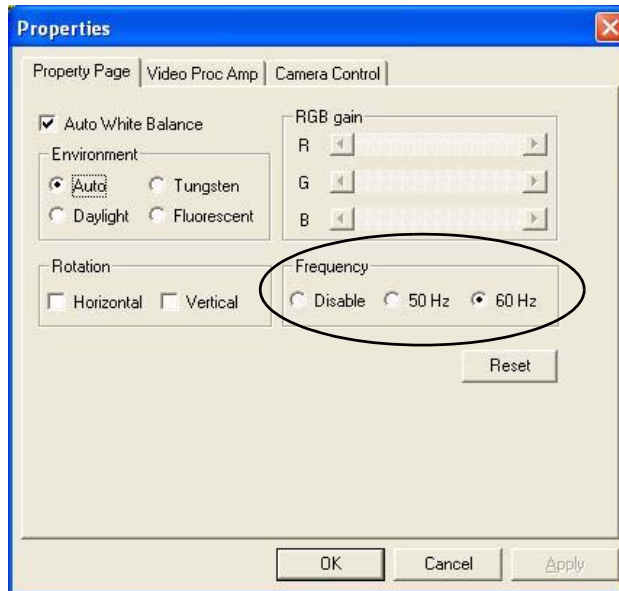 Properties
Property Page Video Proc Amp Camera Control
Auto White Balance
Environment
Auto Tungsten
Daylight Fluorescent
RGB gain
R
G
B
Rotation
Horizontal Vertical
Frequency
Disable 50 Hz 60 Hz
Reset
OK Cancel Apply